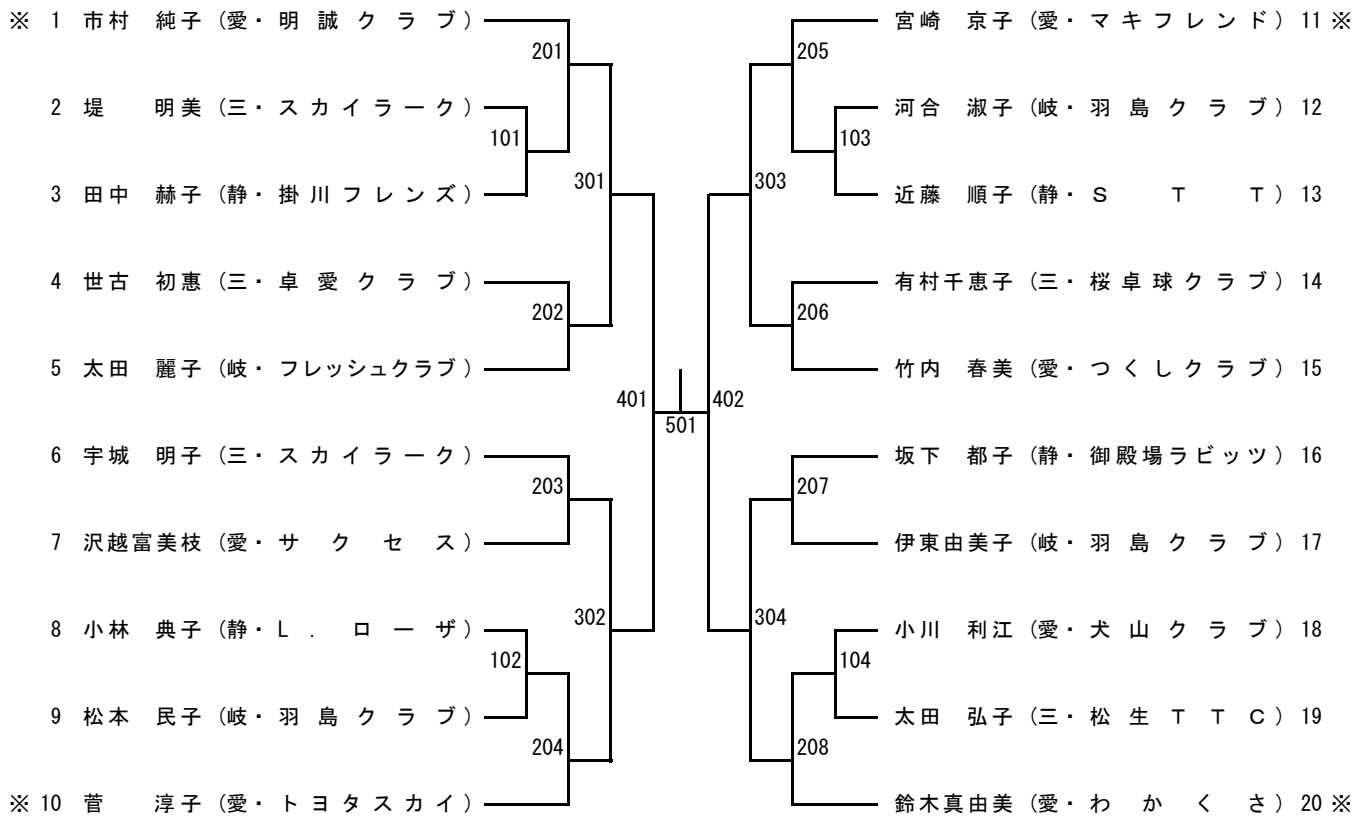 ※ 1 市村 純子 (愛・明誠クラブ)
201
2 堤 明美 (三・スカイラーク)
101
3 田中 赫子 (静・掛川フレンズ)
301
4 世古 初惠 (三・卓愛クラブ)
202
5 太田 麗子 (岐・フレッシュクラブ)
401
6 宇城 明子 (三・スカイラーク)
203
7 沢越富美枝 (愛・サクセス)
302
8 小林 典子 (静・L.ローザ)
102
9 松本 民子 (岐・羽島クラブ)
204
※ 10 菅 淳子 (愛・トヨタスカイ)
501
宮崎 京子 (愛・マキフレンド) 11 ※
205
河合 淑子 (岐・羽島クラブ) 12
103
近藤 順子 (静・S T T) 13
303
有村千恵子 (三・桜卓球クラブ) 14
206
竹内 春美 (愛・つくしクラブ) 15
402
坂下 都子 (静・御殿場ラビッツ) 16
207
伊東由美子 (岐・羽島クラブ) 17
304
小川 利江 (愛・犬山クラブ) 18
104
太田 弘子 (三・松生TTC) 19
208
鈴木真由美 (愛・わかくさ) 20 ※